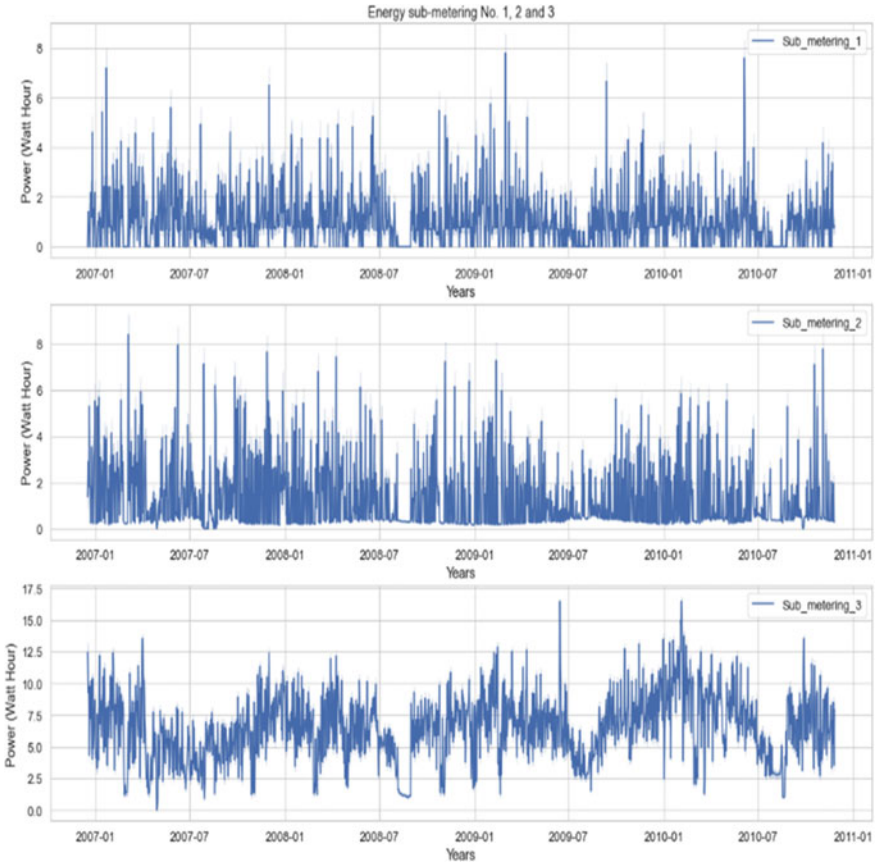 Energy sub-metering No. 1, 2 and 3
Sub_metering_1
Power (Watt Hour)
8
6
4
2
0
2007-01 2007-07 2008-01 2008-07 2009-01 2009-07 2010-01 2010-07 2011-01
Years
Sub_metering_2
Power (Watt Hour)
8
6
4
2
0
2007-01 2007-07 2008-01 2008-07 2009-01 2009-07 2010-01 2010-07 2011-01
Years
Sub_metering_3
Power (Watt Hour)
17.5
15.0
12.5
10.0
7.5
5.0
2.5
0.0
2007-01 2007-07 2008-01 2008-07 2009-01 2009-07 2010-01 2010-07 2011-01
Years